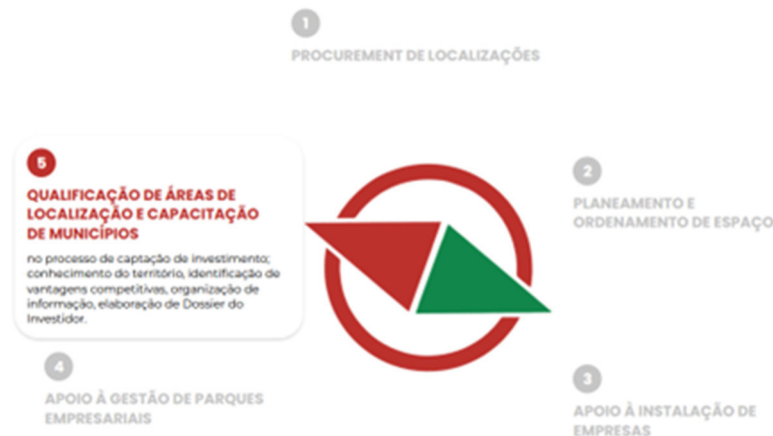 1
PROCUREMENT DE LOCALIZAÇÕES
2
PLANEAMENTO E
ORDENAMENTO DE ESPAÇO
3
APOIO À INSTALAÇÃO DE
EMPRESAS
4
APOIO À GESTÃO DE PARQUES
EMPRESARIAIS
5
QUALIFICAÇÃO DE ÁREAS DE
LOCALIZAÇÃO E CAPACITAÇÃO
DE MUNICÍPIOS
no processo de captação de investimento;
conhecimento do território, identificação de
vantagens competitivas, organização de
informação, elaboração de Dossier do
Investidor.